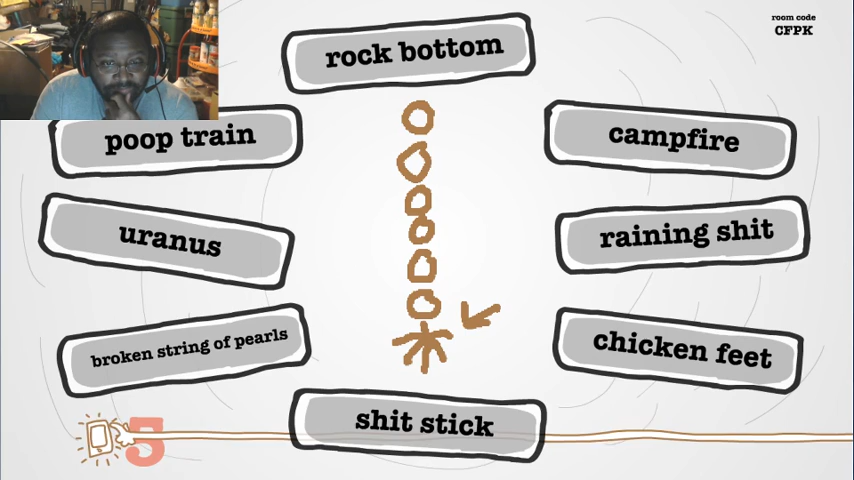 room code
CFPK
rock bottom
poop train
campfire
uranus
raining shit
broken string of pearls
chicken feet
shit stick
5